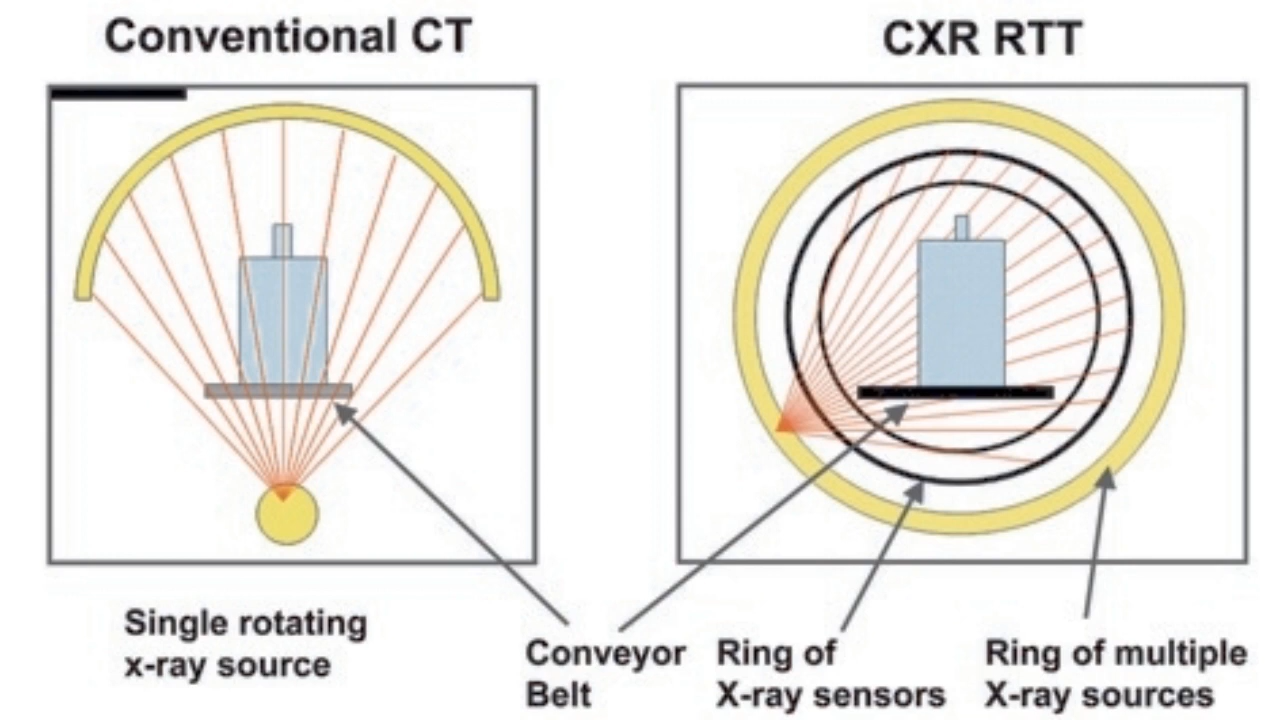 Conventional CT
CXR RTT
Single rotating
x-ray source
Conveyor
Belt
Ring of
X-ray sensors
Ring of multiple
X-ray sources